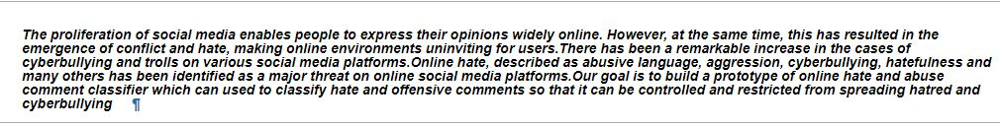 The proliferation of social media enables people to express their opinions widely online. However, at the same time, this has resulted in the
emergence of conflict and hate, making online environments uninviting for users.There has been a remarkable increase in the cases of
cyberbullying and trolls on various social media platforms.Online hate, described as abusive language, aggression, cyberbullying, hatefulness and
many others has been identified as a major threat on online social media platforms.Our goal is to build a prototype of online hate and abuse
comment classifier which can used to classify hate and offensive comments so that it can be controlled and restricted from spreading hatred and
cyberbullying ¶